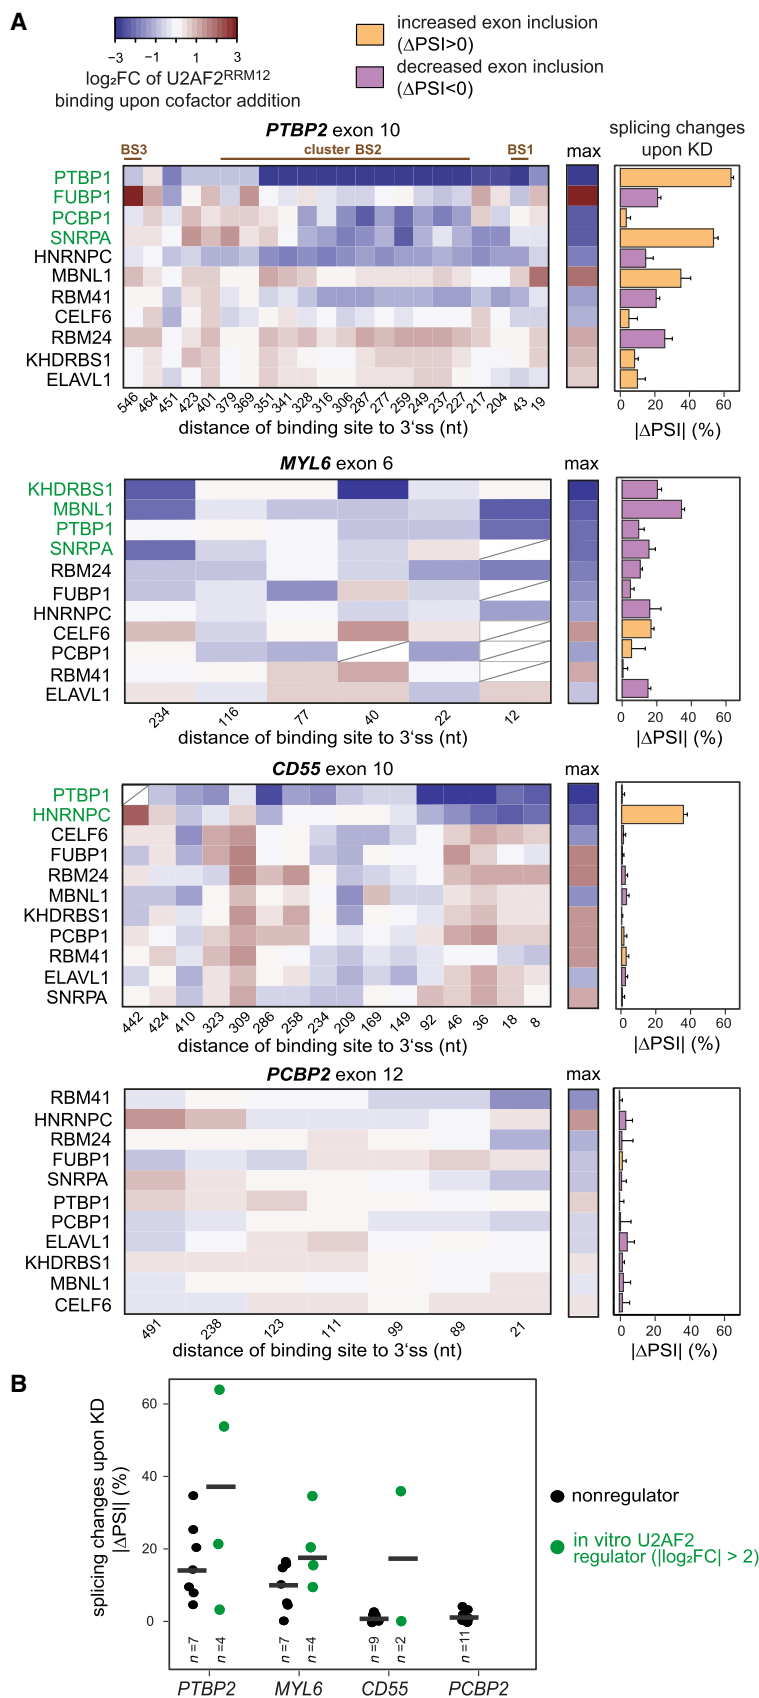 A
−3 −1 1 3
log₂FC of U2AF2ᴿᴿᴹ¹²
binding upon cofactor addition
increased exon inclusion
(ΔPSI>0)
decreased exon inclusion
(ΔPSI<0)
PTBP2 exon 10
BS3 cluster BS2 BS1
max
splicing changes
upon KD
PTBP1
FUBP1
PCBP1
SNRPA
HNRNPC
MBNL1
RBM41
CELF6
RBM24
KHDRBS1
ELAVL1
546 464 451 423 401 379 369 351 341 328 316 306 287 277 259 249 237 227 217 204 43 19
distance of binding site to 3‘ss (nt)
0 20 40 60
|ΔPSI| (%)
MYL6 exon 6
max
KHDRBS1
MBNL1
PTBP1
SNRPA
RBM24
FUBP1
HNRNPC
CELF6
PCBP1
RBM41
ELAVL1
234 116 77 40 22 12
distance of binding site to 3‘ss (nt)
0 20 40 60
|ΔPSI| (%)
CD55 exon 10
max
PTBP1
HNRNPC
CELF6
FUBP1
RBM24
MBNL1
KHDRBS1
PCBP1
RBM41
ELAVL1
SNRPA
442 424 410 323 309 286 258 234 209 169 149 92 46 36 18 8
distance of binding site to 3‘ss (nt)
0 20 40 60
|ΔPSI| (%)
PCBP2 exon 12
max
RBM41
HNRNPC
RBM24
FUBP1
SNRPA
PTBP1
PCBP1
ELAVL1
KHDRBS1
MBNL1
CELF6
491 238 123 111 99 89 21
distance of binding site to 3‘ss (nt)
0 20 40 60
|ΔPSI| (%)
B
splicing changes upon KD
|ΔPSI| (%)
60
40
20
0
n=7 n=4 n=7 n=4 n=9 n=2 n=11
PTBP2 MYL6 CD55 PCBP2
nonregulator
in vitro U2AF2
regulator (|log₂FC| > 2)